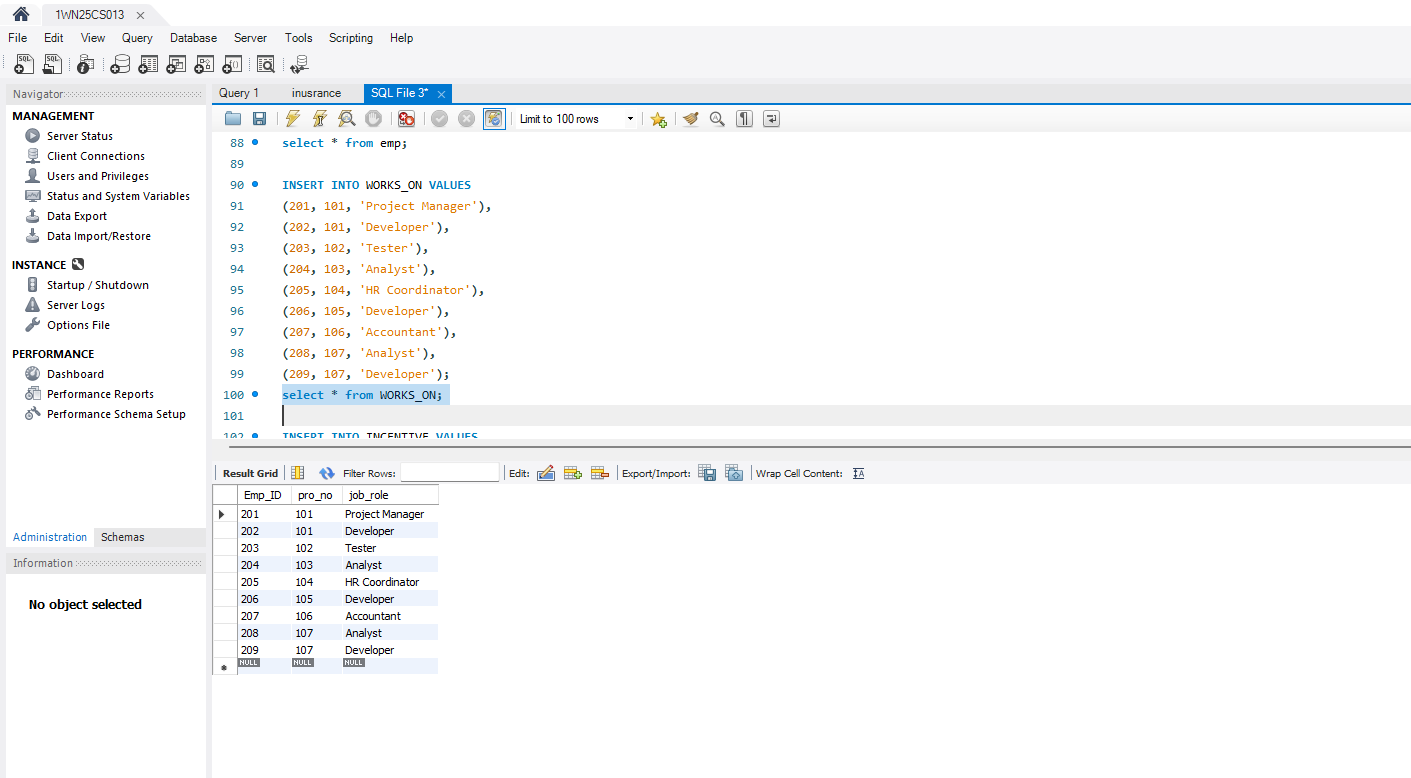 1WN25CS013
File Edit View Query Database Server Tools Scripting Help
Navigator
MANAGEMENT
Server Status
Client Connections
Users and Privileges
Status and System Variables
Data Export
Data Import/Restore
INSTANCE
Startup / Shutdown
Server Logs
Options File
PERFORMANCE
Dashboard
Performance Reports
Performance Schema Setup
Administration Schemas
Information
No object selected
Query 1 inusrance SQL File 3*
Limit to 100 rows
88 select * from emp;
89
90 INSERT INTO WORKS_ON VALUES
91 (201, 101, 'Project Manager'),
92 (202, 101, 'Developer'),
93 (203, 102, 'Tester'),
94 (204, 103, 'Analyst'),
95 (205, 104, 'HR Coordinator'),
96 (206, 105, 'Developer'),
97 (207, 106, 'Accountant'),
98 (208, 107, 'Analyst'),
99 (209, 107, 'Developer');
100 select * from WORKS_ON;
101
102 INSERT INTO INCENTIVE VALUES
Result Grid Filter Rows: Edit: Export/Import: Wrap Cell Content:
Emp_ID pro_no job_role
201 101 Project Manager
202 101 Developer
203 102 Tester
204 103 Analyst
205 104 HR Coordinator
206 105 Developer
207 106 Accountant
208 107 Analyst
209 107 Developer
NULL NULL NULL